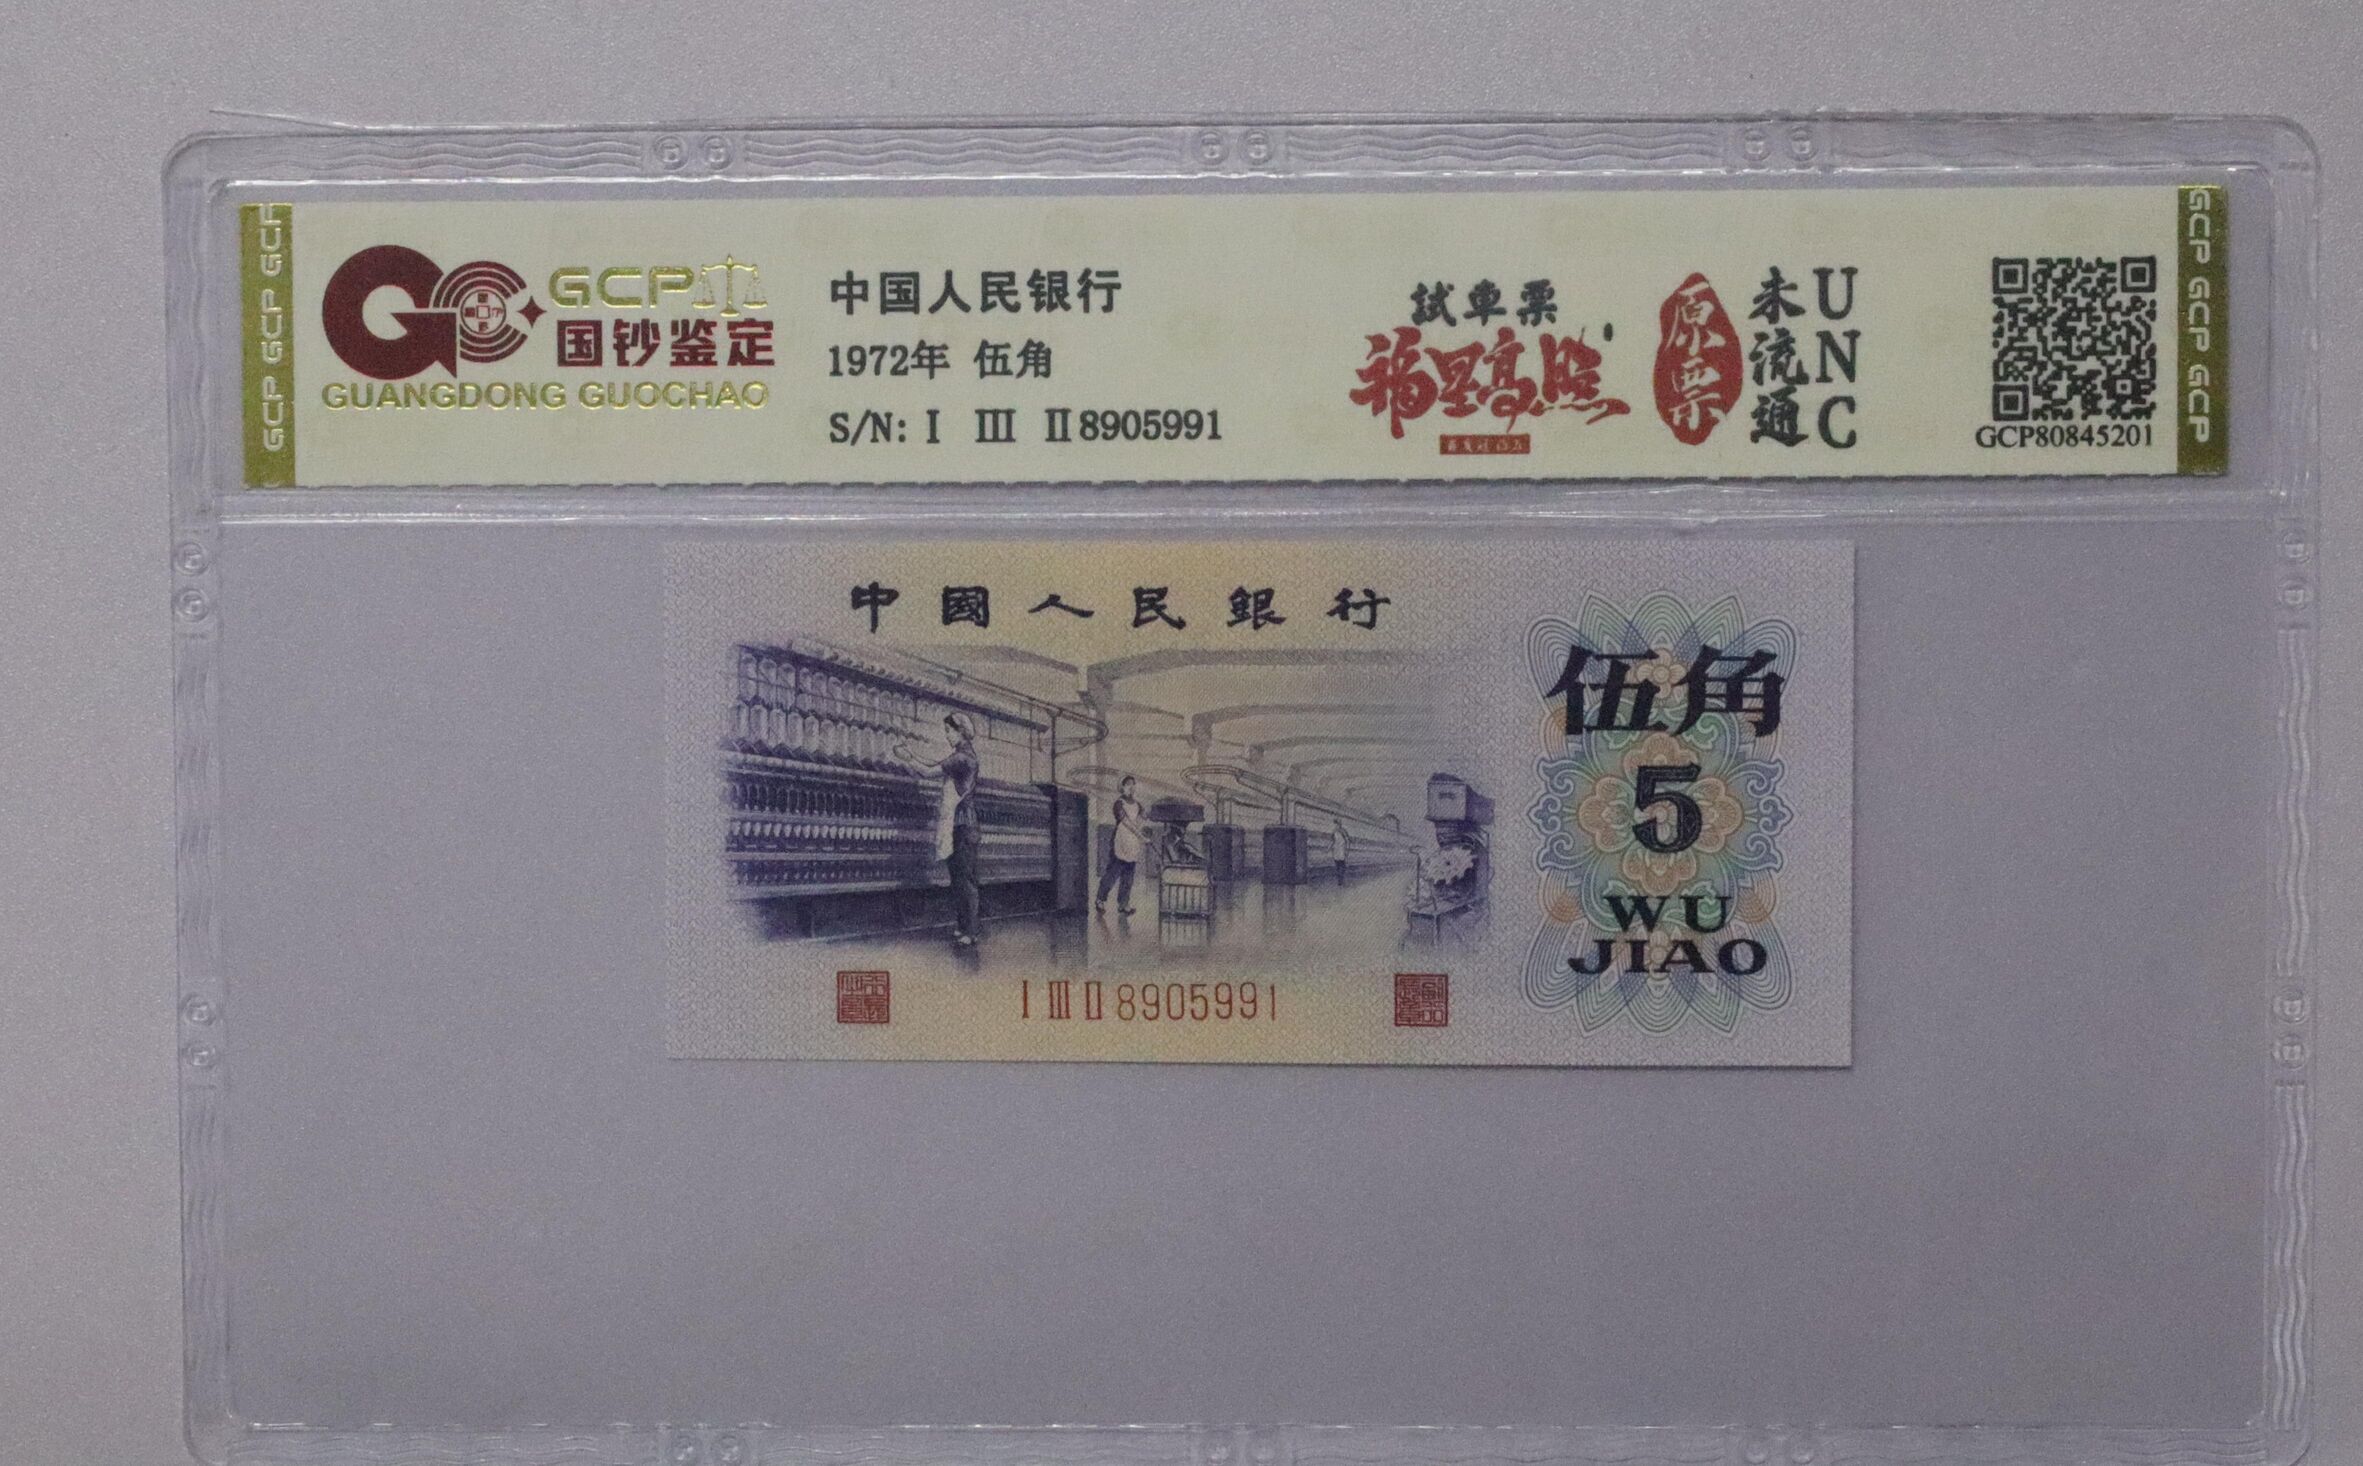 GCP GCP GCP
GCP
国钞鉴定
GUANGDONG GUOCHAO
中国人民银行
1972年 伍角
S/N: I III II 8905991
試車票
福星高照
原票
未流通
UNC
GCP80845201
GCP GCP GCP
中國人民銀行
伍角
5
WU
JIAO
I III II 8905991